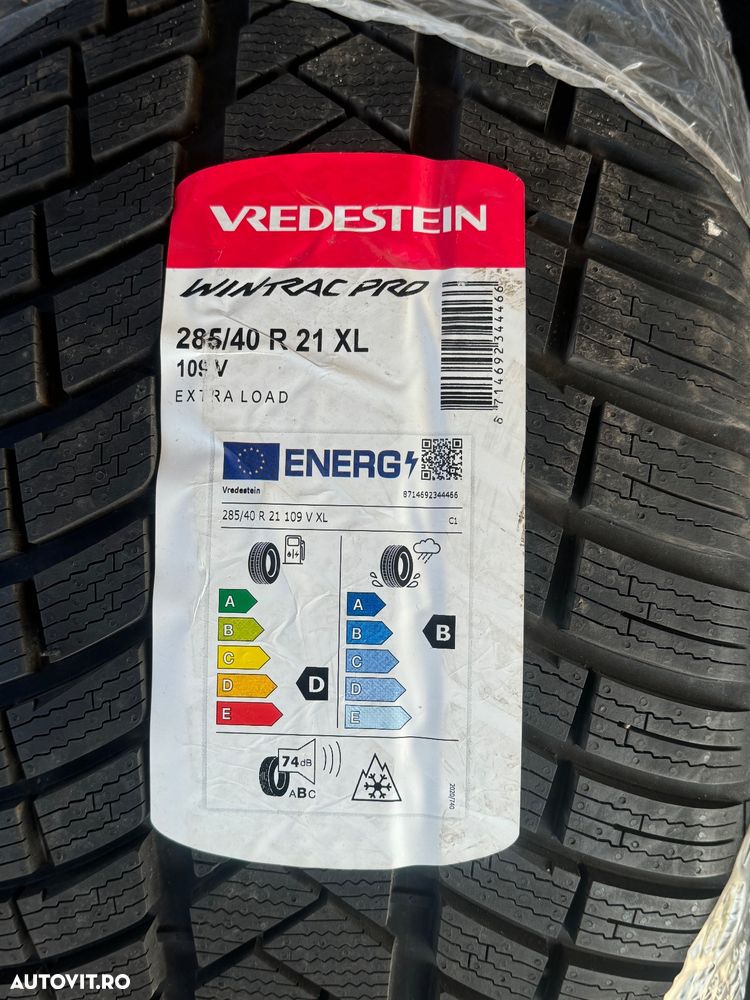 VREDESTEIN
WINTRAC PRO
285/40 R 21 XL
109 V
EXTRA LOAD
8714692344466
ENERG
Vredestein
8714692344466
285/40 R 21 109 V XL
C1
A
B
C
D
E
D
A
B
C
D
E
B
74dB
ABC
2020/740
AUTOVIT.RO